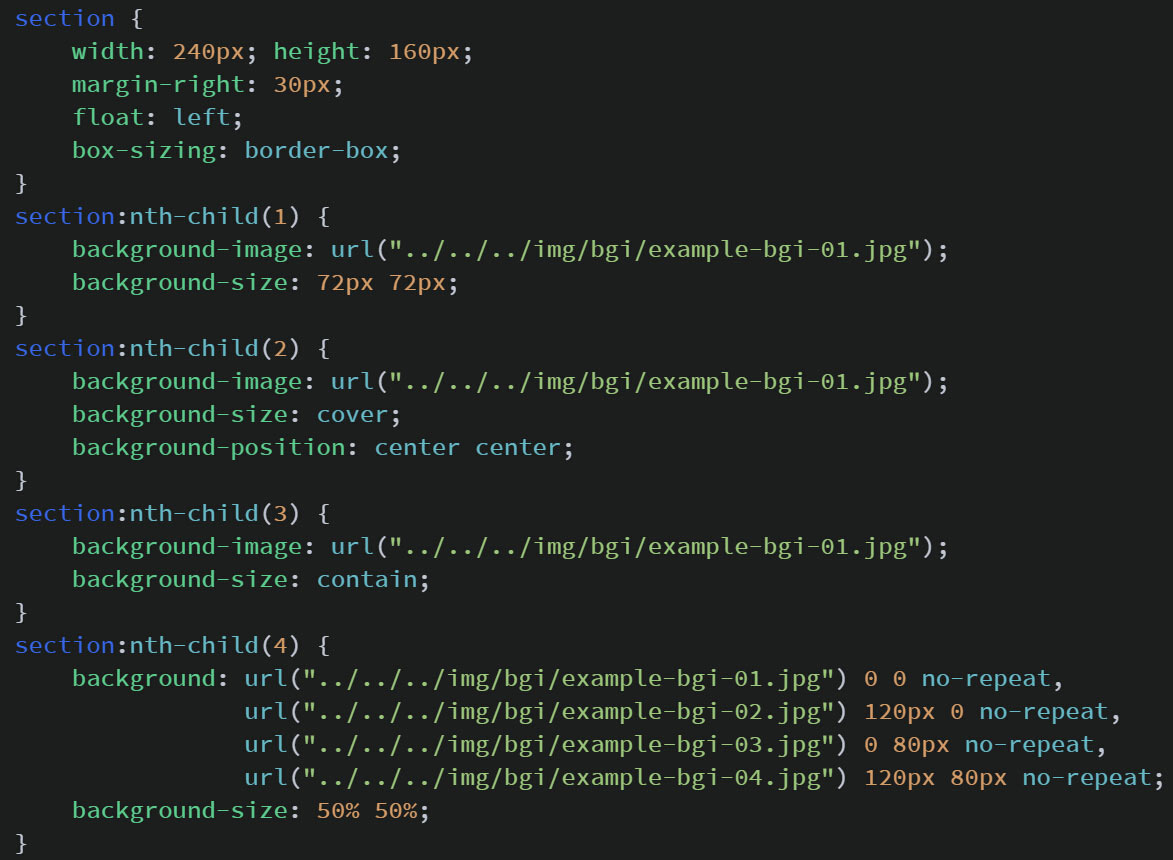 section {
    width: 240px; height: 160px;
    margin-right: 30px;
    float: left;
    box-sizing: border-box;
}
section:nth-child(1) {
    background-image: url("../../../img/bgi/example-bgi-01.jpg");
    background-size: 72px 72px;
}
section:nth-child(2) {
    background-image: url("../../../img/bgi/example-bgi-01.jpg");
    background-size: cover;
    background-position: center center;
}
section:nth-child(3) {
    background-image: url("../../../img/bgi/example-bgi-01.jpg");
    background-size: contain;
}
section:nth-child(4) {
    background: url("../../../img/bgi/example-bgi-01.jpg") 0 0 no-repeat,
                url("../../../img/bgi/example-bgi-02.jpg") 120px 0 no-repeat,
                url("../../../img/bgi/example-bgi-03.jpg") 0 80px no-repeat,
                url("../../../img/bgi/example-bgi-04.jpg") 120px 80px no-repeat;
    background-size: 50% 50%;
}